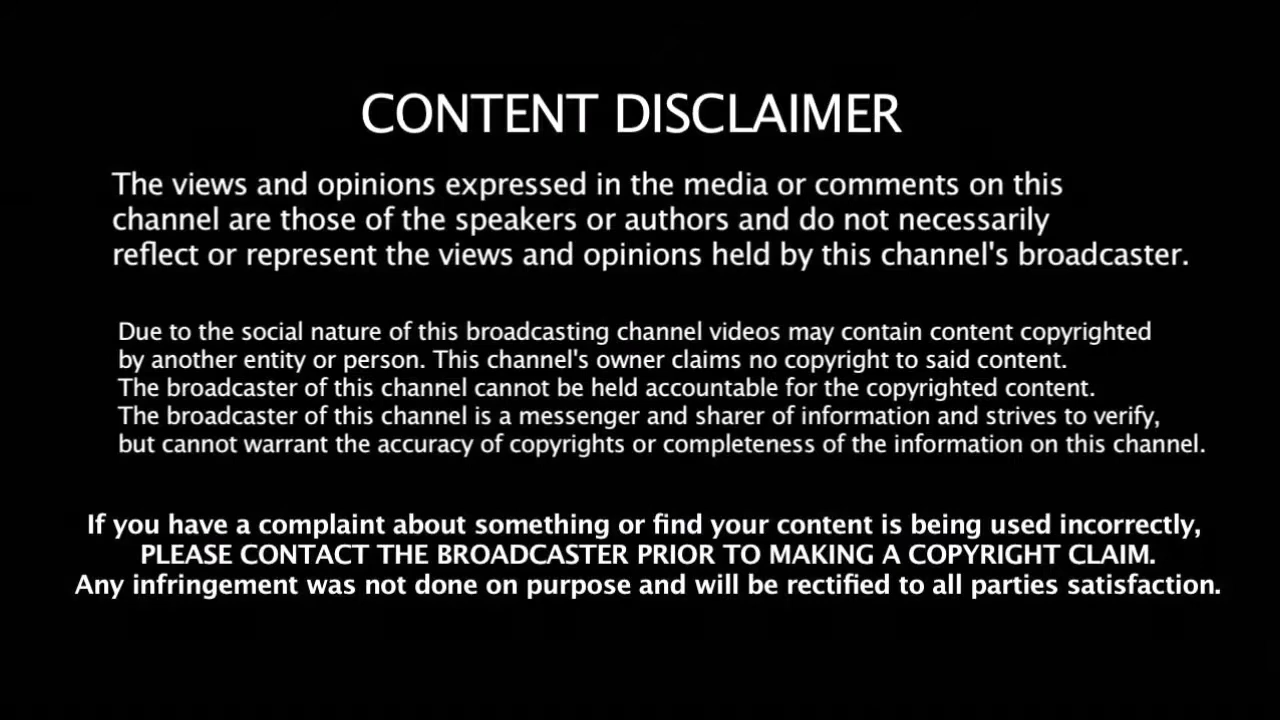 CONTENT DISCLAIMER
The views and opinions expressed in the media or comments on this
channel are those of the speakers or authors and do not necessarily
reflect or represent the views and opinions held by this channel's broadcaster.
Due to the social nature of this broadcasting channel videos may contain content copyrighted
by another entity or person. This channel's owner claims no copyright to said content.
The broadcaster of this channel cannot be held accountable for the copyrighted content.
The broadcaster of this channel is a messenger and sharer of information and strives to verify,
but cannot warrant the accuracy of copyrights or completeness of the information on this channel.
If you have a complaint about something or find your content is being used incorrectly,
PLEASE CONTACT THE BROADCASTER PRIOR TO MAKING A COPYRIGHT CLAIM.
Any infringement was not done on purpose and will be rectified to all parties satisfaction.